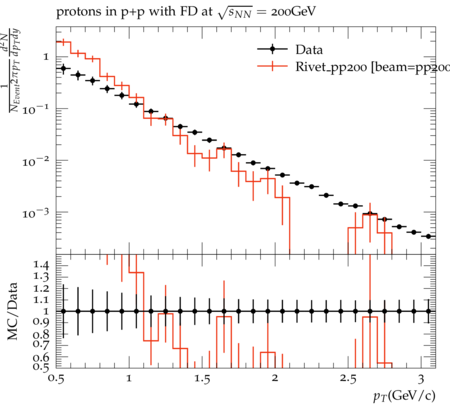 protons in p+p with FD at √s_NN = 200GeV
1/(N_Event 2πp_T) d²N/(dp_T dy)
Data
Rivet_pp200 [beam=pp200
1
10⁻¹
10⁻²
10⁻³
MC/Data
1.4
1.3
1.2
1.1
1
0.9
0.8
0.7
0.6
0.5
0.5 1 1.5 2 2.5 3
p_T(GeV/c)